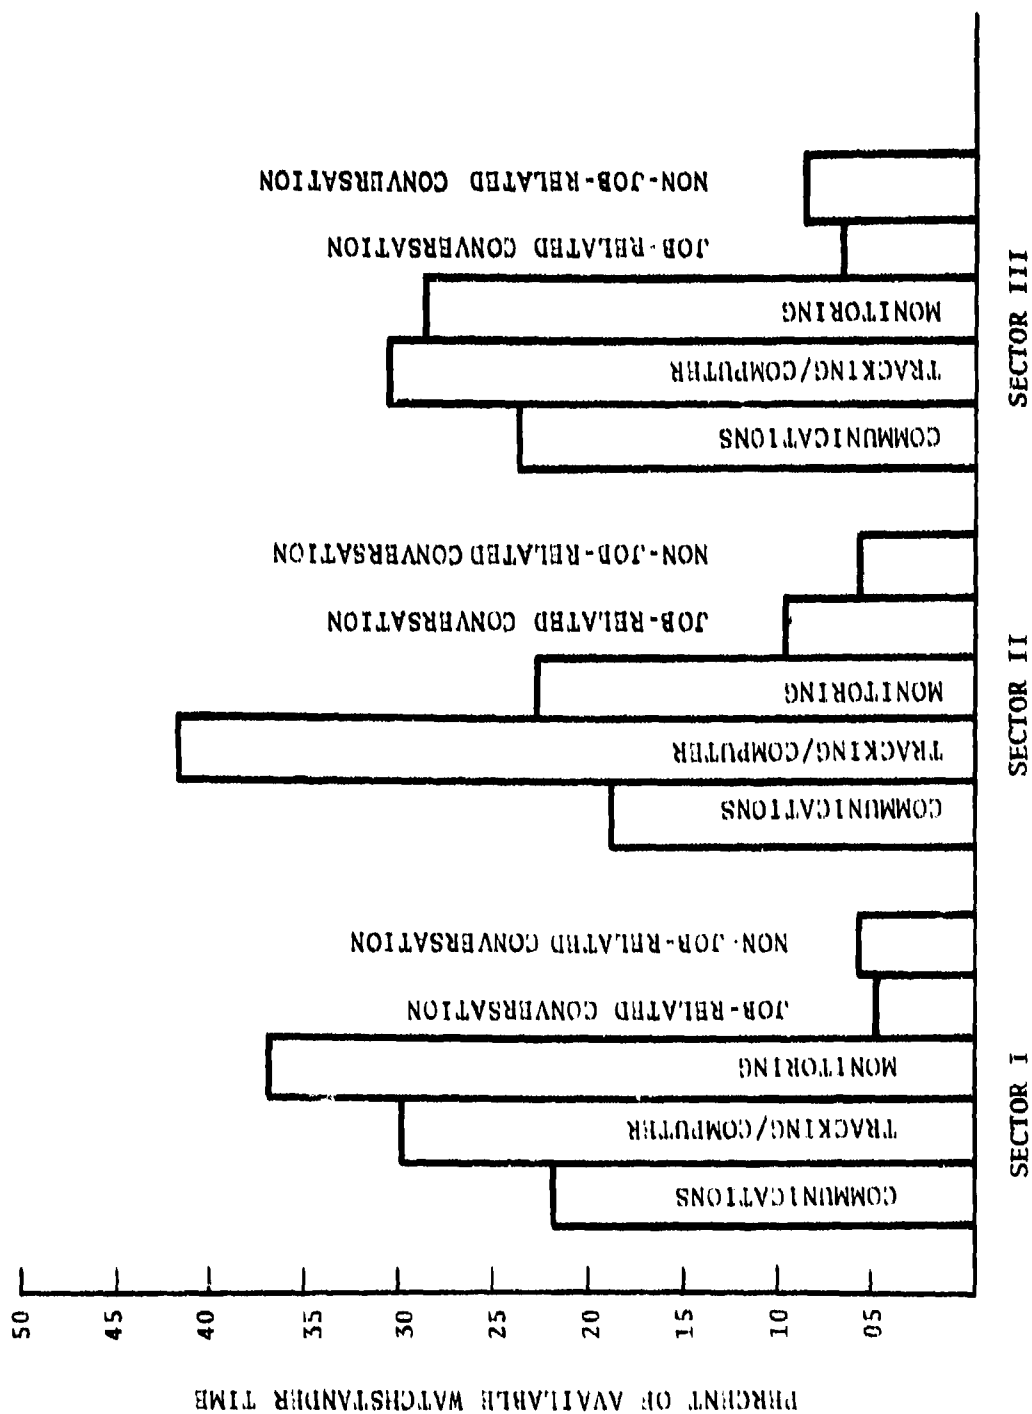 PERCENT OF AVAILABLE WATCHSTANDER TIME
50
45
40
35
30
25
20
15
10
05
COMMUNICATIONS
TRACKING/COMPUTER
MONITORING
JOB-RELATED CONVERSATION
NON-JOB-RELATED CONVERSATION
SECTOR I
COMMUNICATIONS
TRACKING/COMPUTER
MONITORING
JOB-RELATED CONVERSATION
NON-JOB-RELATED CONVERSATION
SECTOR II
COMMUNICATIONS
TRACKING/COMPUTER
MONITORING
JOB-RELATED CONVERSATION
NON-JOB-RELATED CONVERSATION
SECTOR III